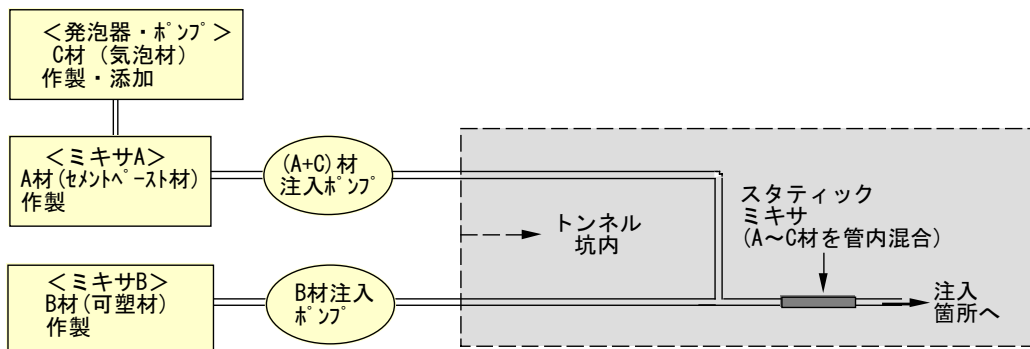 ＜発泡器・ﾎﾟﾝﾌﾟ＞
C材（気泡材）
作製・添加
＜ミキサA＞
A材(ｾﾒﾝﾄﾍﾟｰｽﾄ材)
作製
(A+C)材
注入ﾎﾟﾝﾌﾟ
トンネル
坑内
スタティック
ミキサ
(A～C材を管内混合)
＜ミキサB＞
B材(可塑材)
作製
B材注入
ﾎﾟﾝﾌﾟ
注入
箇所へ